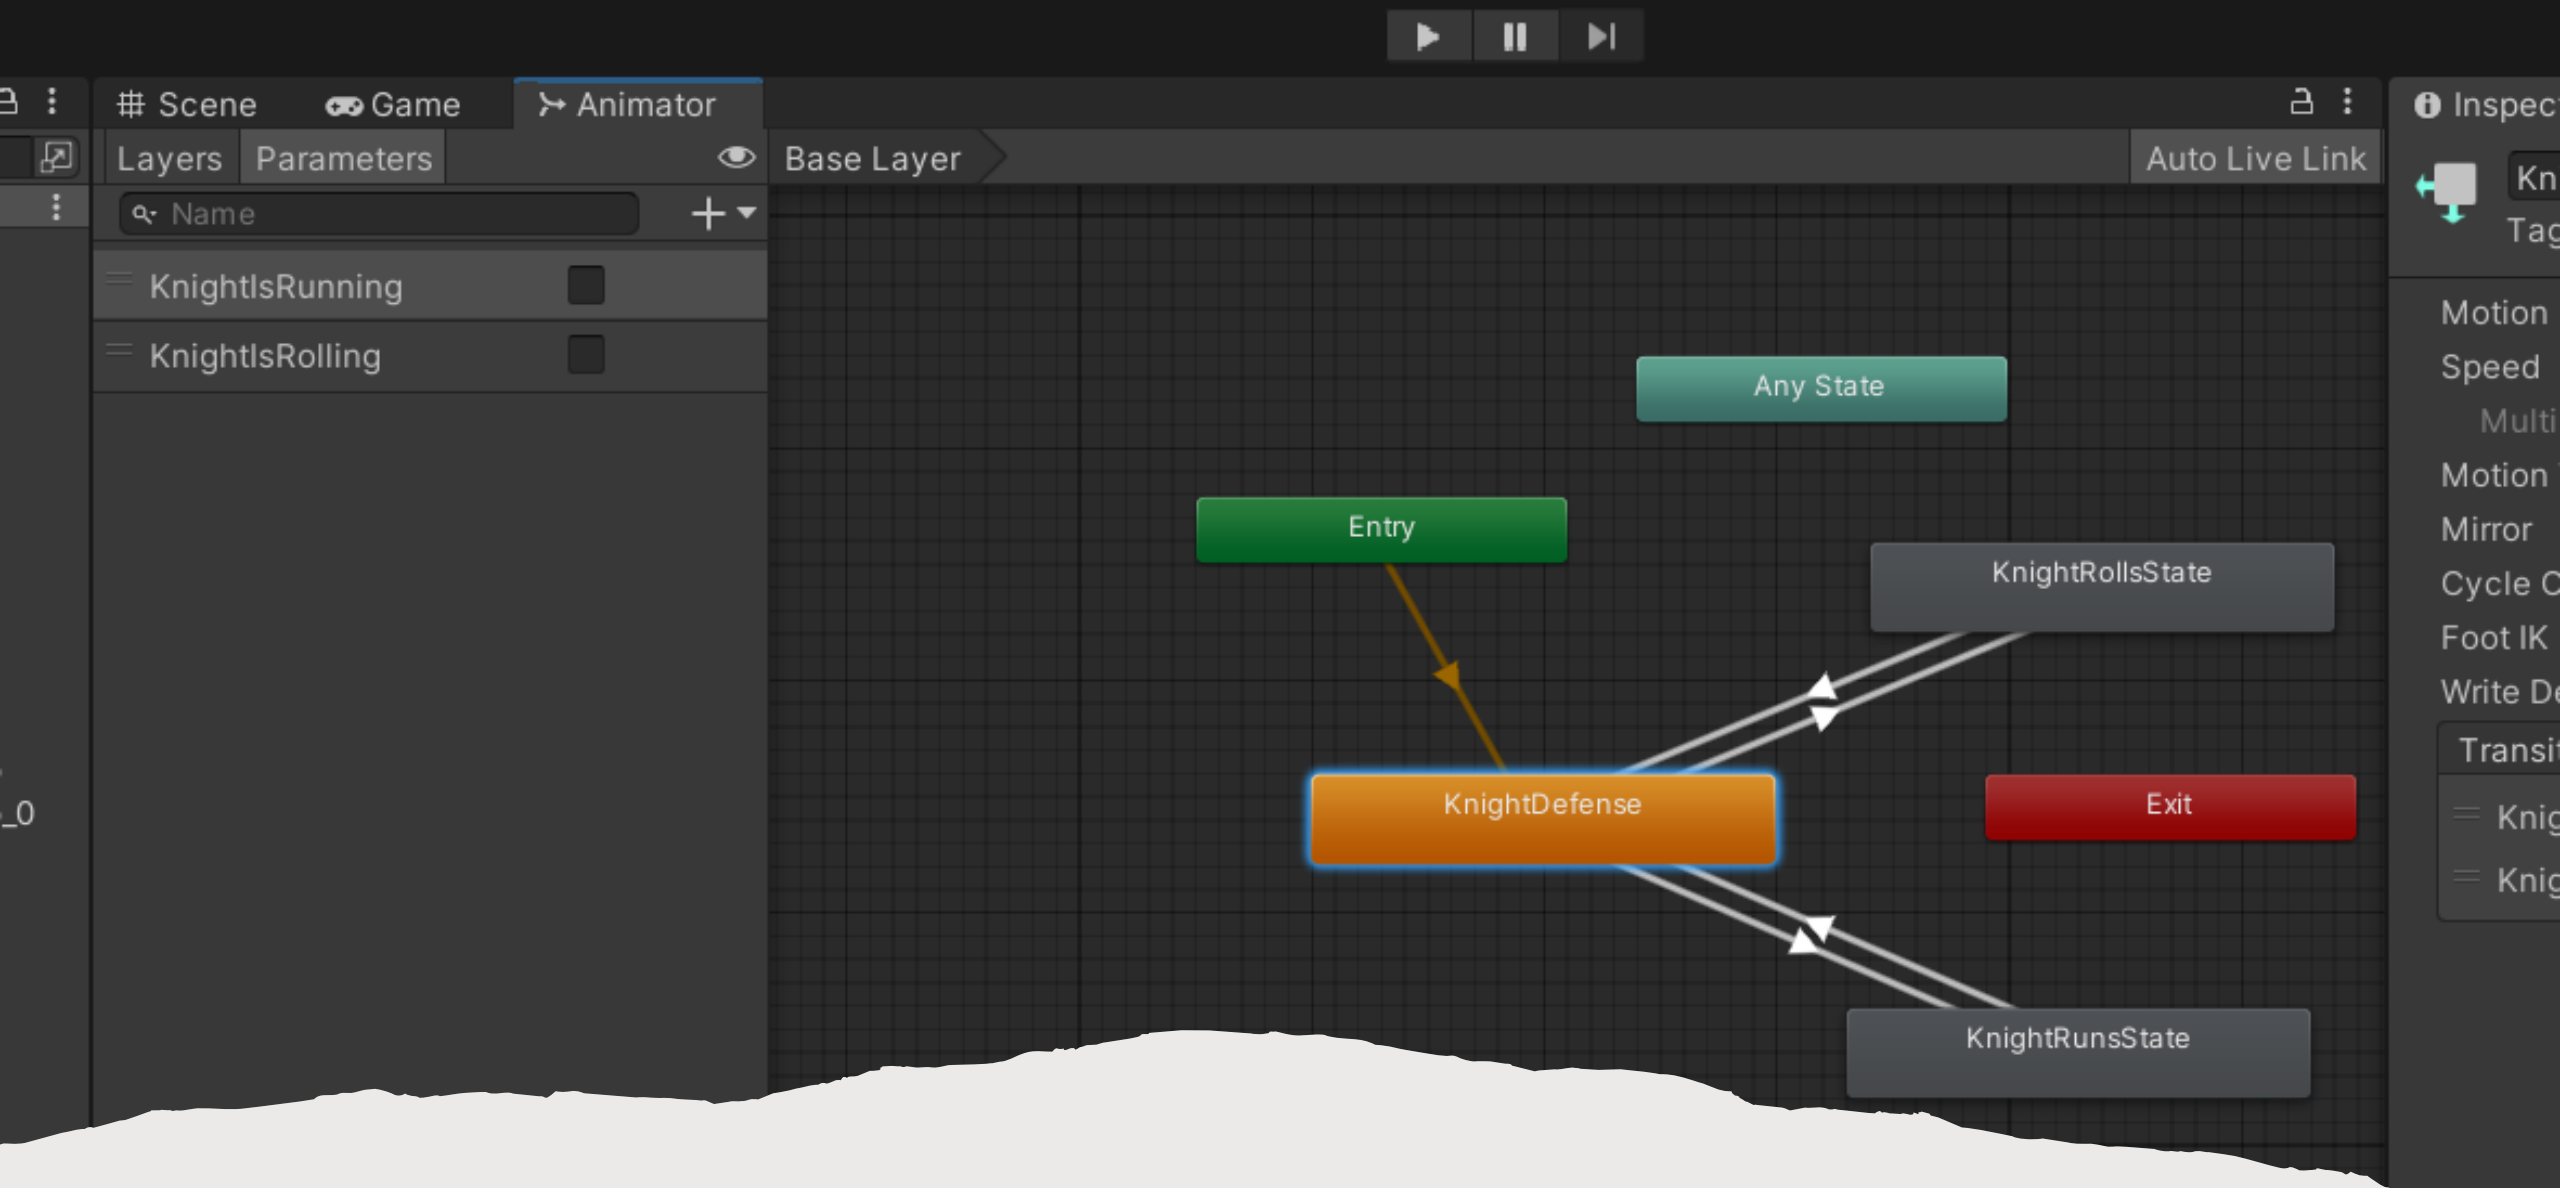 Scene
Game
Animator
Inspect
Layers
Parameters
Base Layer
Auto Live Link
Kn
Name
Tag
KnightIsRunning
KnightIsRolling
Any State
Entry
KnightRollsState
KnightDefense
Exit
KnightRunsState
_0
Motion
Speed
Multi
Motion
Mirror
Cycle
Foot IK
Write De
Transit
Knig
Knig